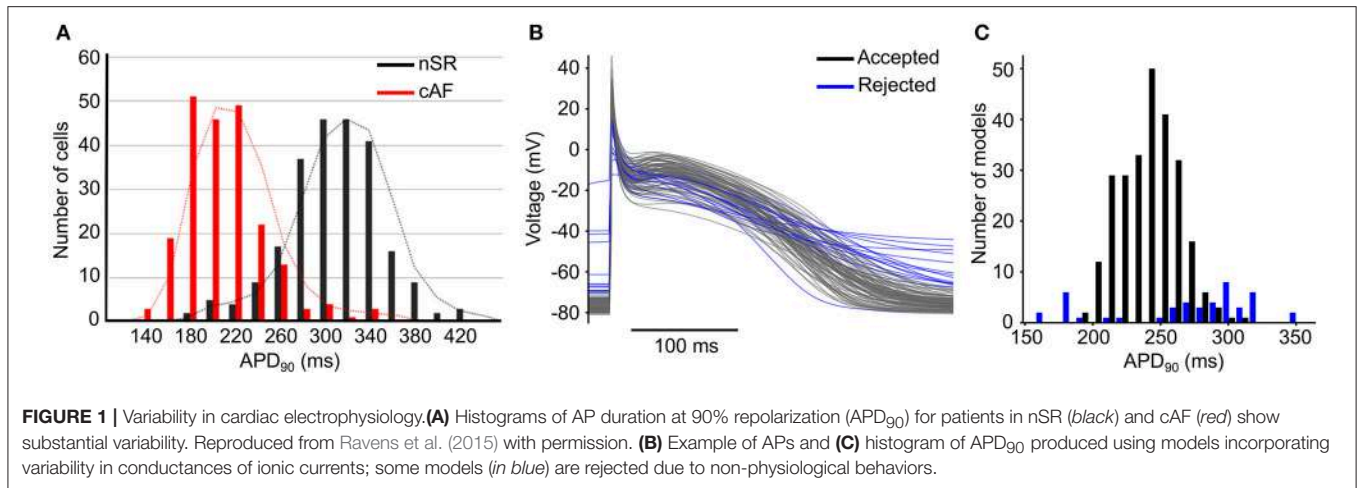 A
60
50
40
30
20
10
0
Number of cells
nSR
cAF
140 180 220 260 300 340 380 420
APD90 (ms)
B
40
20
0
-20
-40
-60
-80
Voltage (mV)
Accepted
Rejected
100 ms
C
50
40
30
20
10
0
Number of models
150 200 250 300 350
APD90 (ms)
FIGURE 1 | Variability in cardiac electrophysiology.(A) Histograms of AP duration at 90% repolarization (APD90) for patients in nSR (black) and cAF (red) show
substantial variability. Reproduced from Ravens et al. (2015) with permission. (B) Example of APs and (C) histogram of APD90 produced using models incorporating
variability in conductances of ionic currents; some models (in blue) are rejected due to non-physiological behaviors.